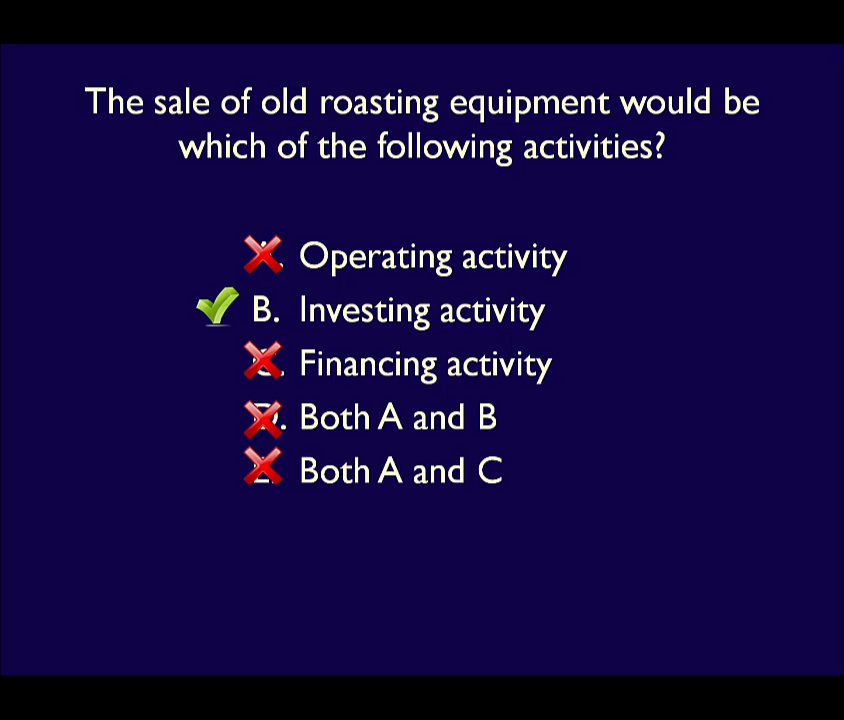 The sale of old roasting equipment would be
which of the following activities?
Operating activity
B. Investing activity
Financing activity
Both A and B
Both A and C